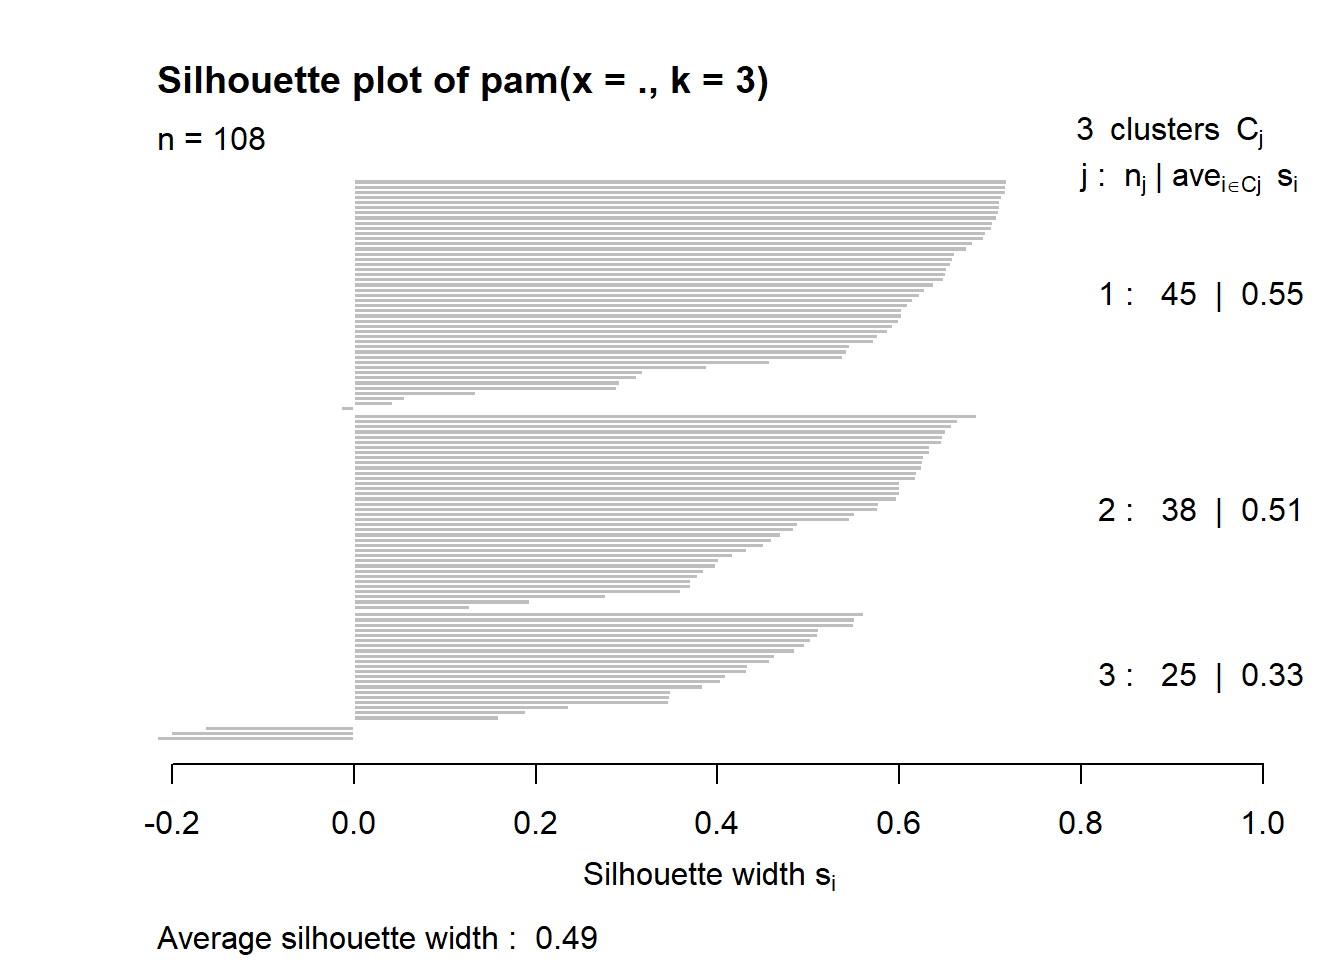 Silhouette plot of pam(x = ., k = 3)
n = 108
3 clusters Cj
j : nj | avei∈Cj si
1 : 45 | 0.55
2 : 38 | 0.51
3 : 25 | 0.33
-0.2 0.0 0.2 0.4 0.6 0.8 1.0
Silhouette width si
Average silhouette width : 0.49